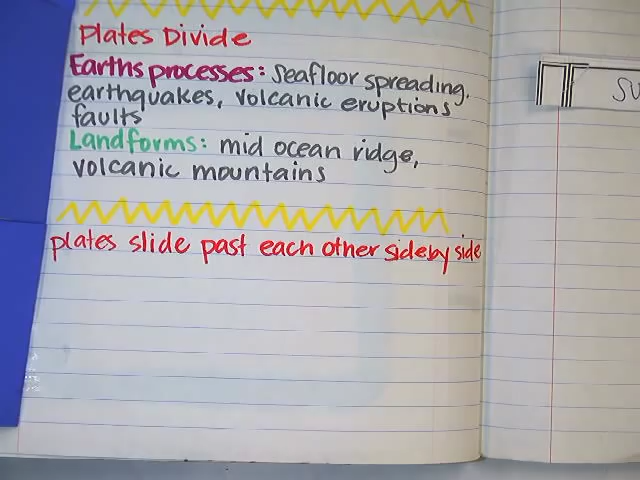 Plates Divide
Earths processes: Seafloor spreading.
earthquakes, volcanic eruptions
faults
Landforms: mid ocean ridge,
volcanic mountains
plates slide past each other side by side
SU